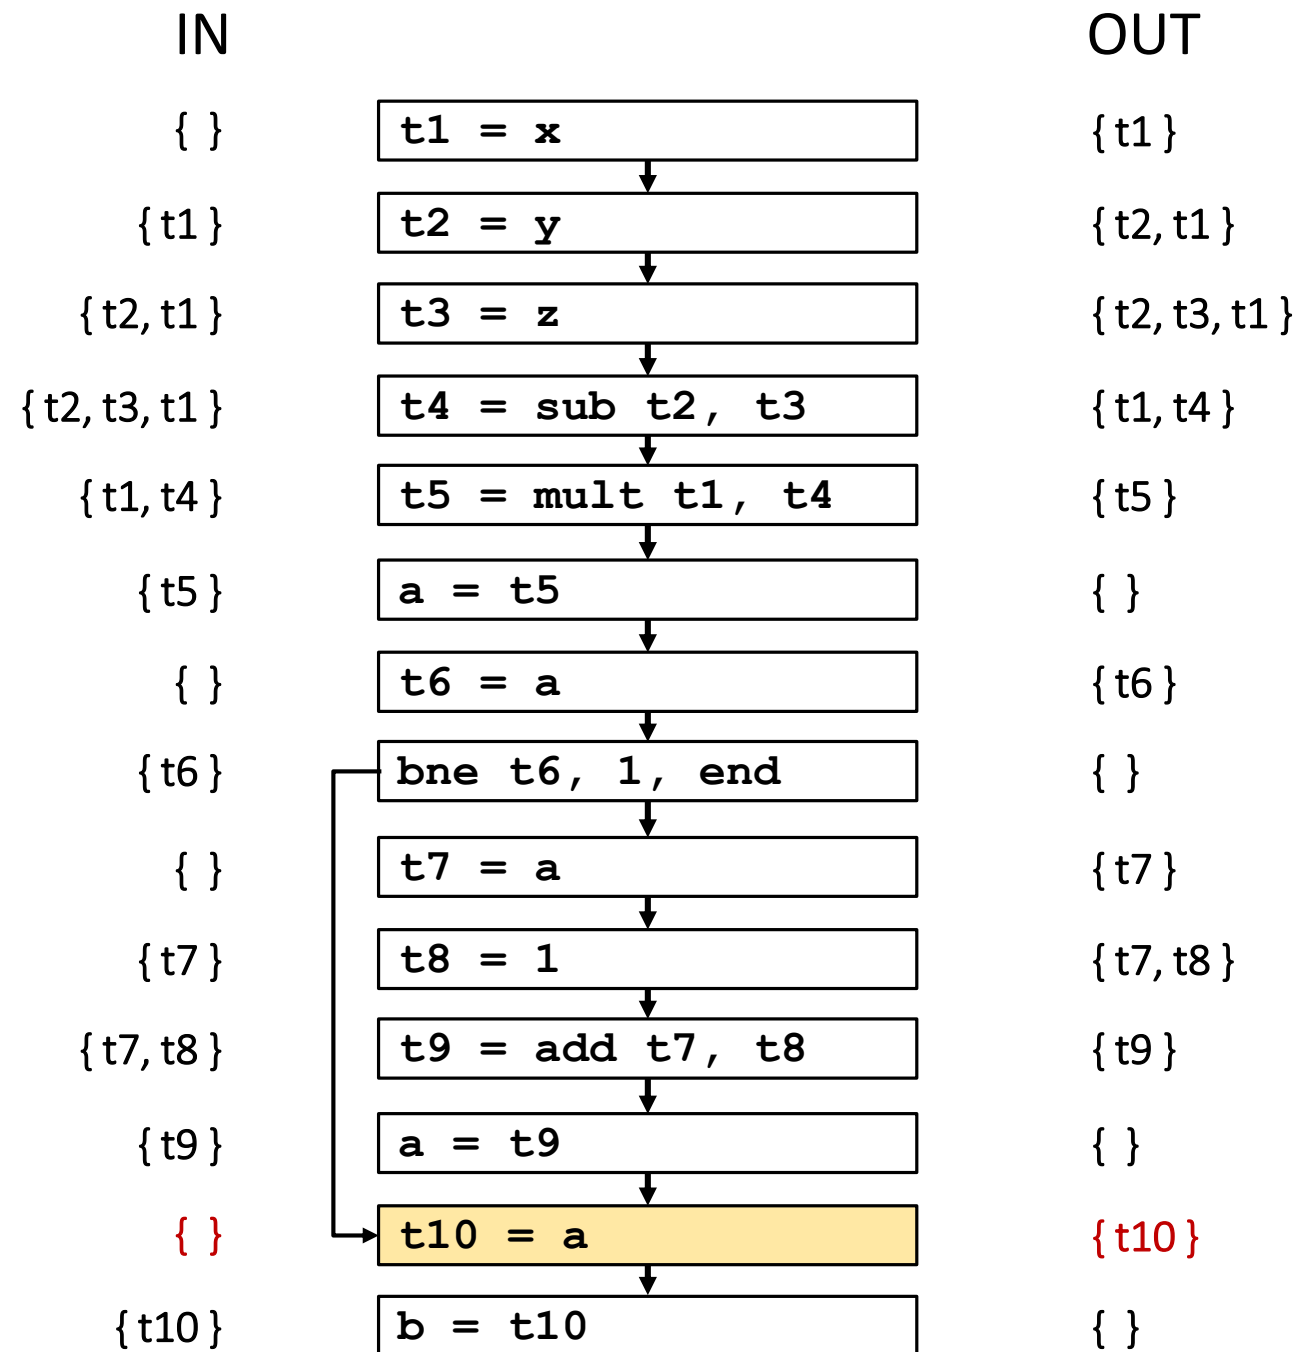 IN OUT
{ } t1 = x { t1 }
{ t1 } t2 = y { t2, t1 }
{ t2, t1 } t3 = z { t2, t3, t1 }
{ t2, t3, t1 } t4 = sub t2, t3 { t1, t4 }
{ t1, t4 } t5 = mult t1, t4 { t5 }
{ t5 } a = t5 { }
{ } t6 = a { t6 }
{ t6 } bne t6, 1, end { }
{ } t7 = a { t7 }
{ t7 } t8 = 1 { t7, t8 }
{ t7, t8 } t9 = add t7, t8 { t9 }
{ t9 } a = t9 { }
{ } t10 = a { t10 }
{ t10 } b = t10 { }